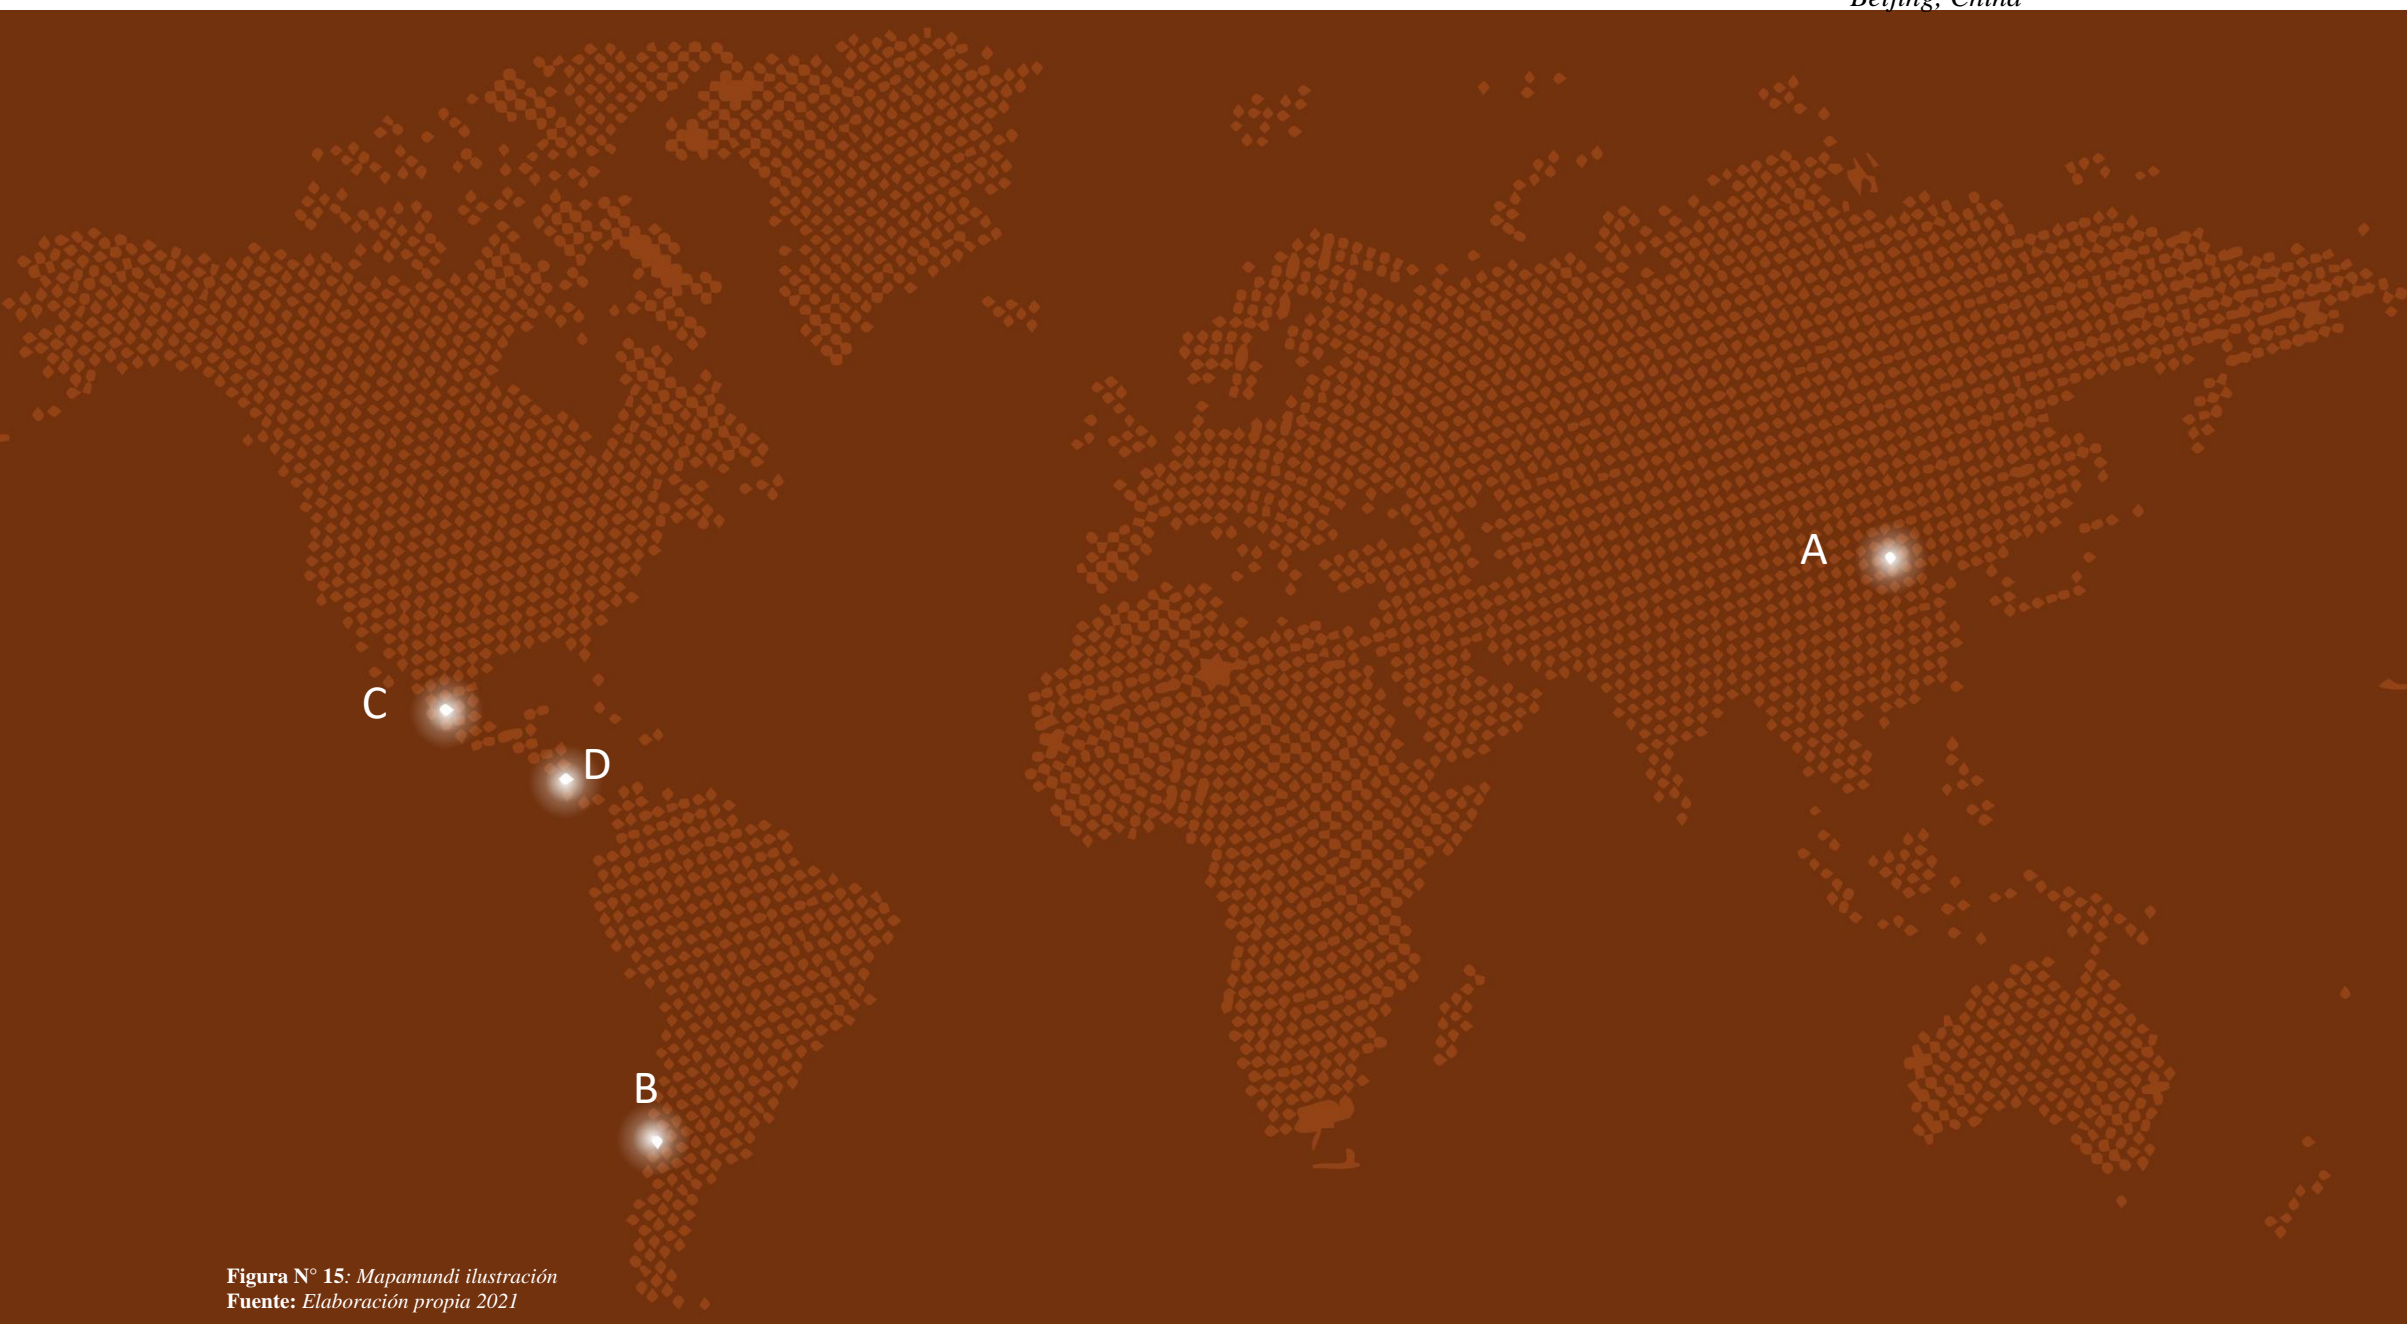 Beijing, China
A
C
D
B
Figura N° 15: Mapamundi ilustración
Fuente: Elaboración propia 2021